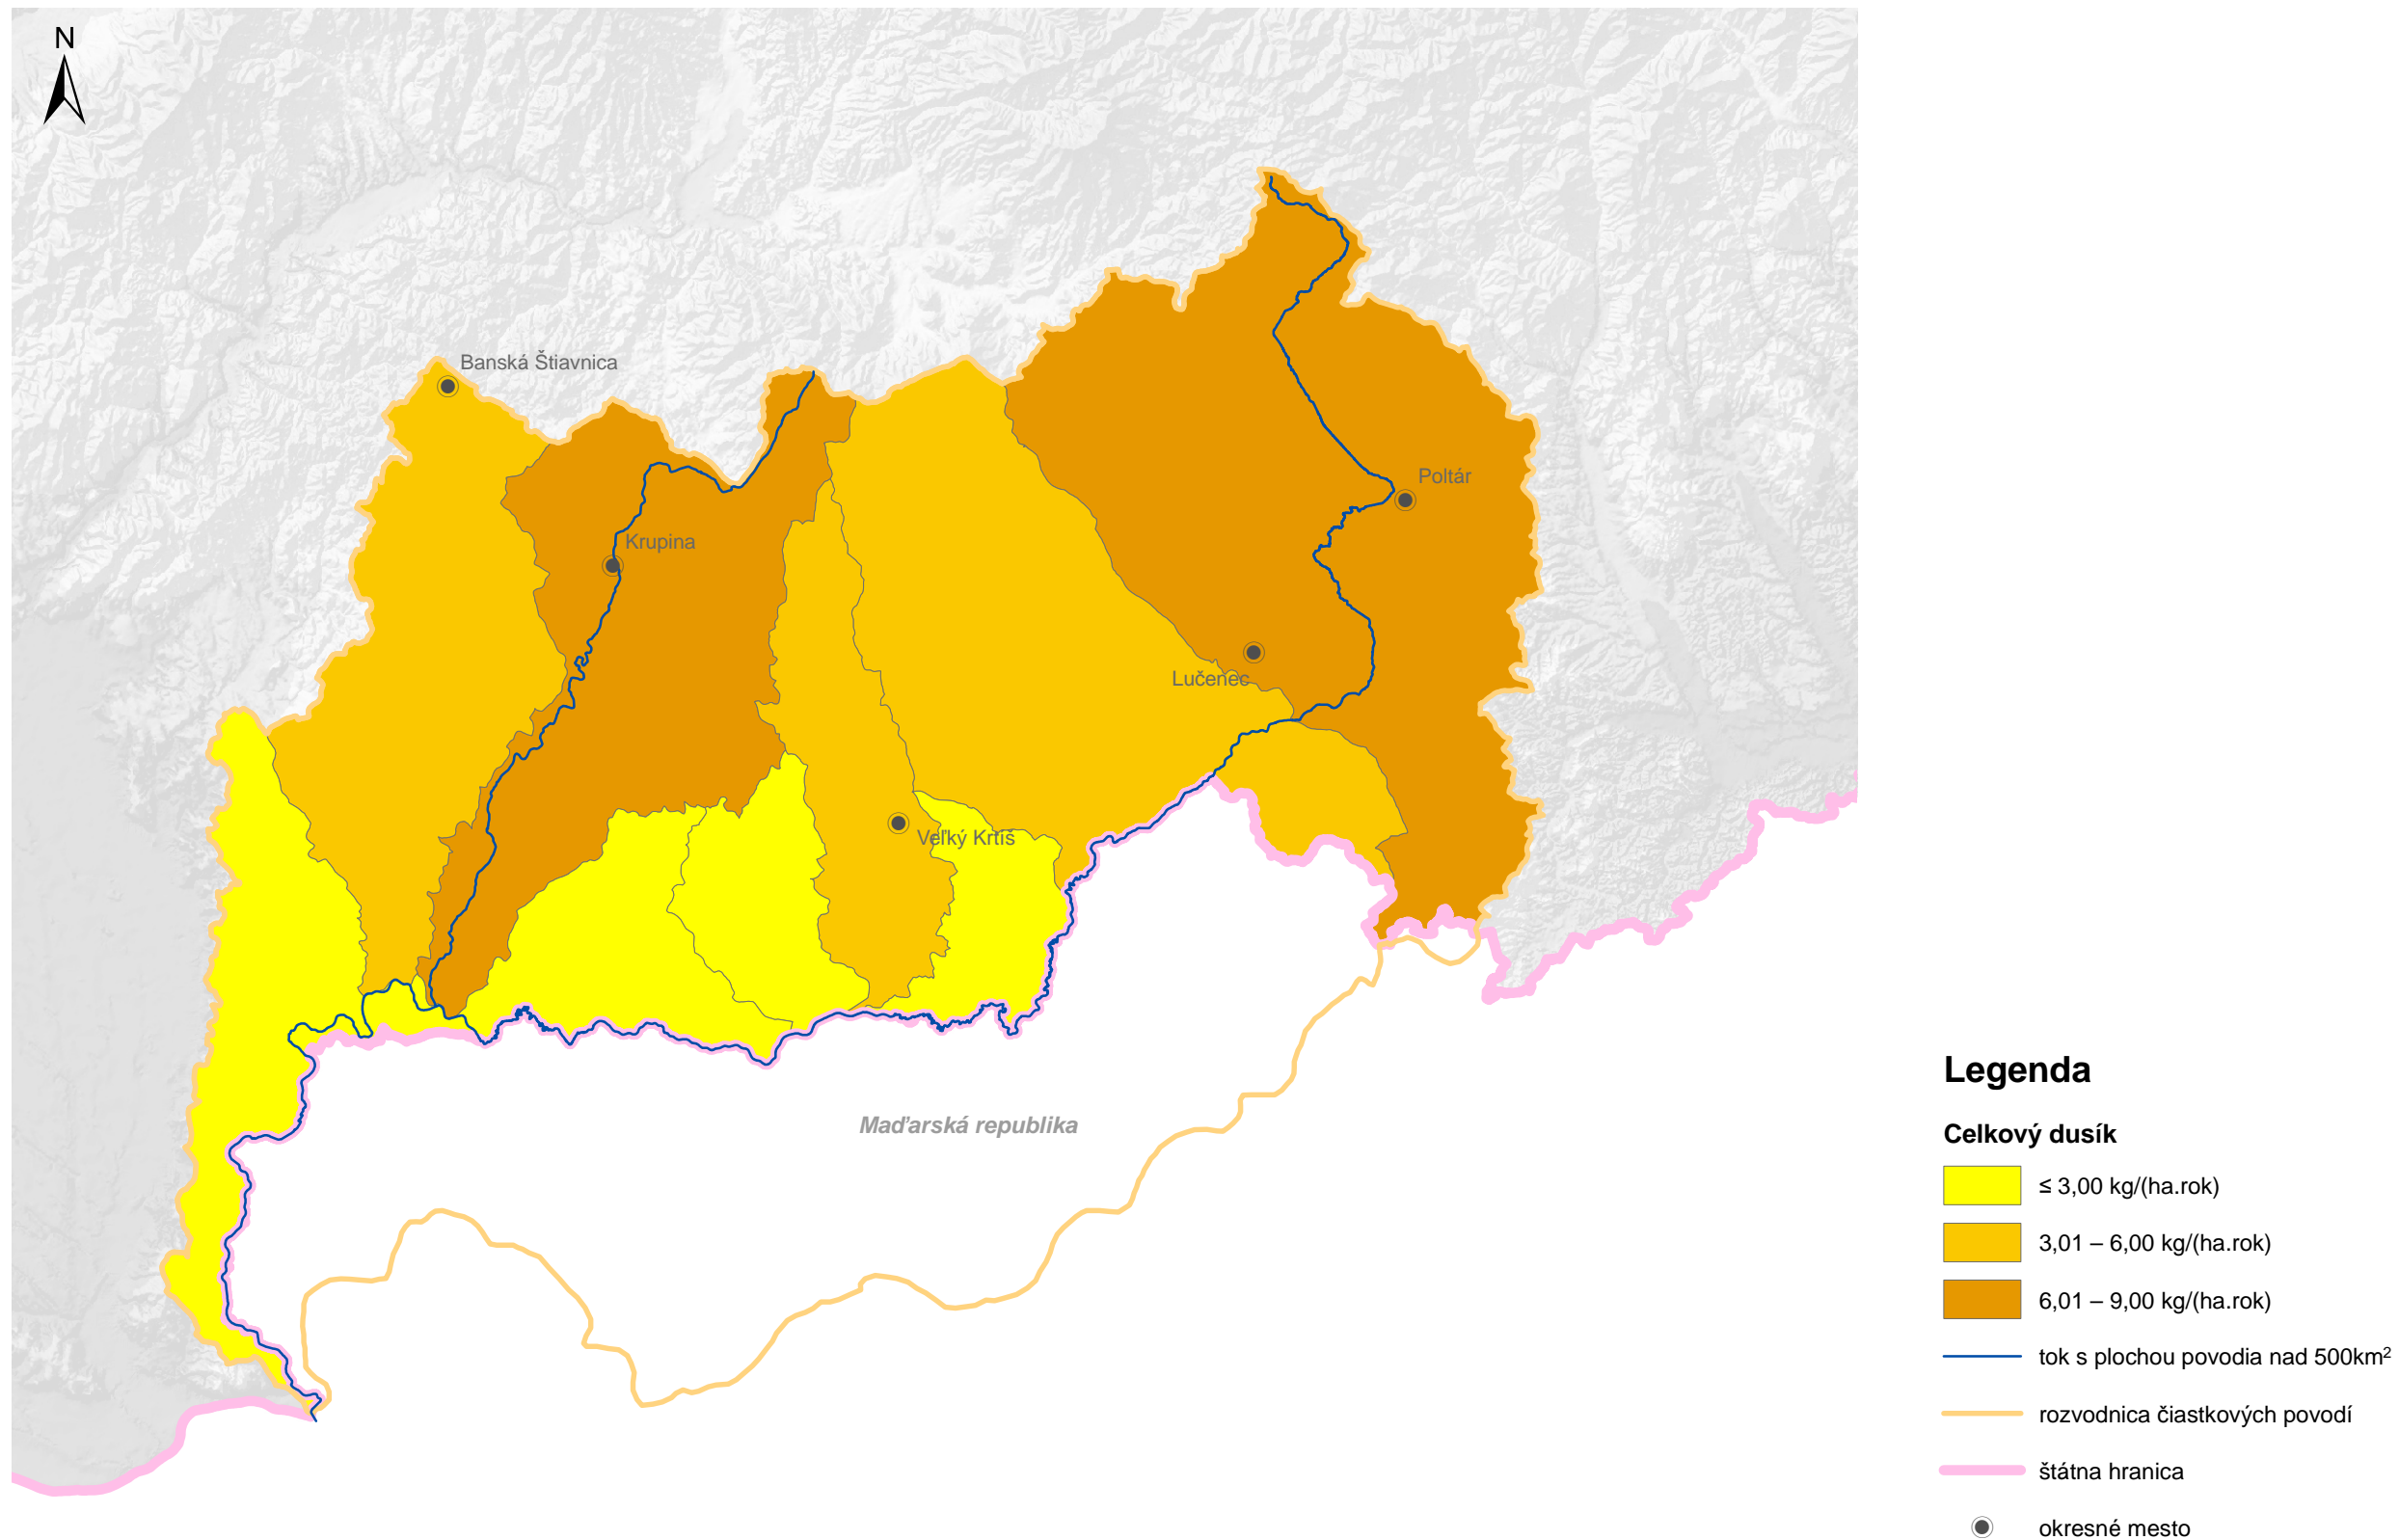 N
Banská Štiavnica
Poltár
Krupina
Lučenec
Veľký Krtíš
Maďarská republika
Legenda
Celkový dusík
≤ 3,00 kg/(ha.rok)
3,01 – 6,00 kg/(ha.rok)
6,01 – 9,00 kg/(ha.rok)
tok s plochou povodia nad 500km²
rozvodnica čiastkových povodí
štátna hranica
okresné mesto